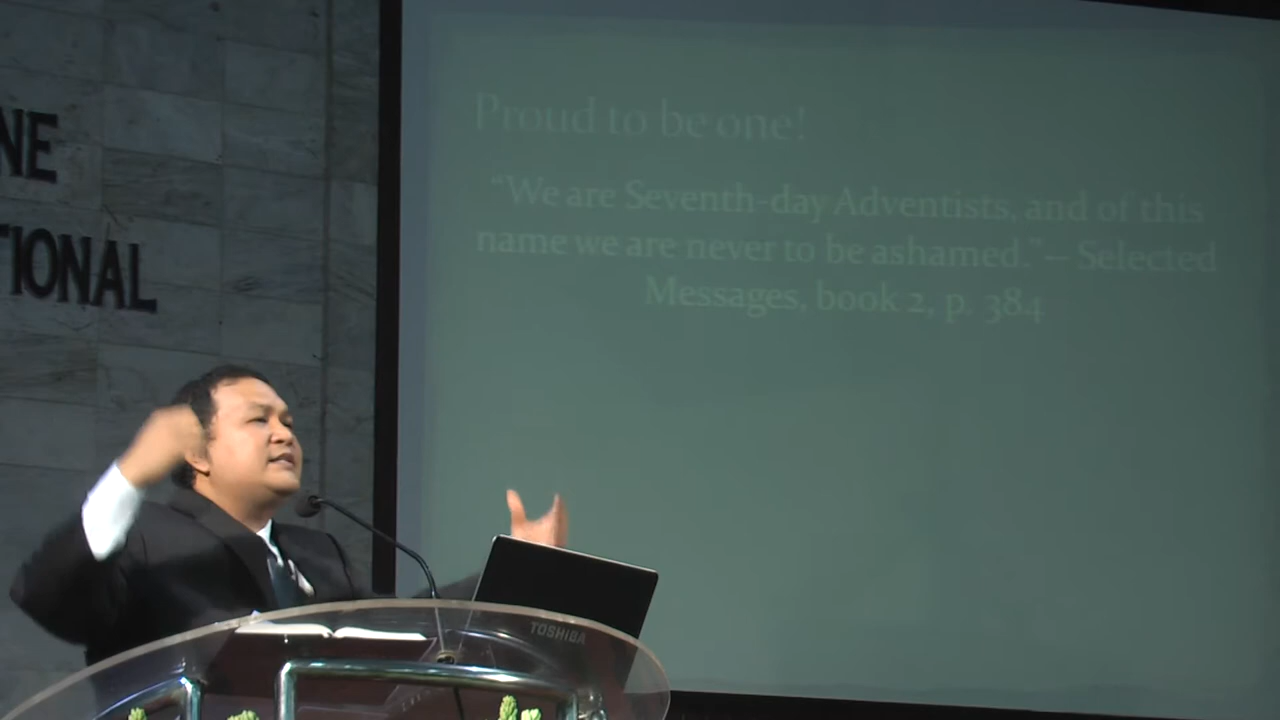 NE
TIONAL
Proud to be one!
“We are Seventh-day Adventists, and of this
name we are never to be ashamed.”— Selected
Messages, book 2, p. 384
TOSHIBA